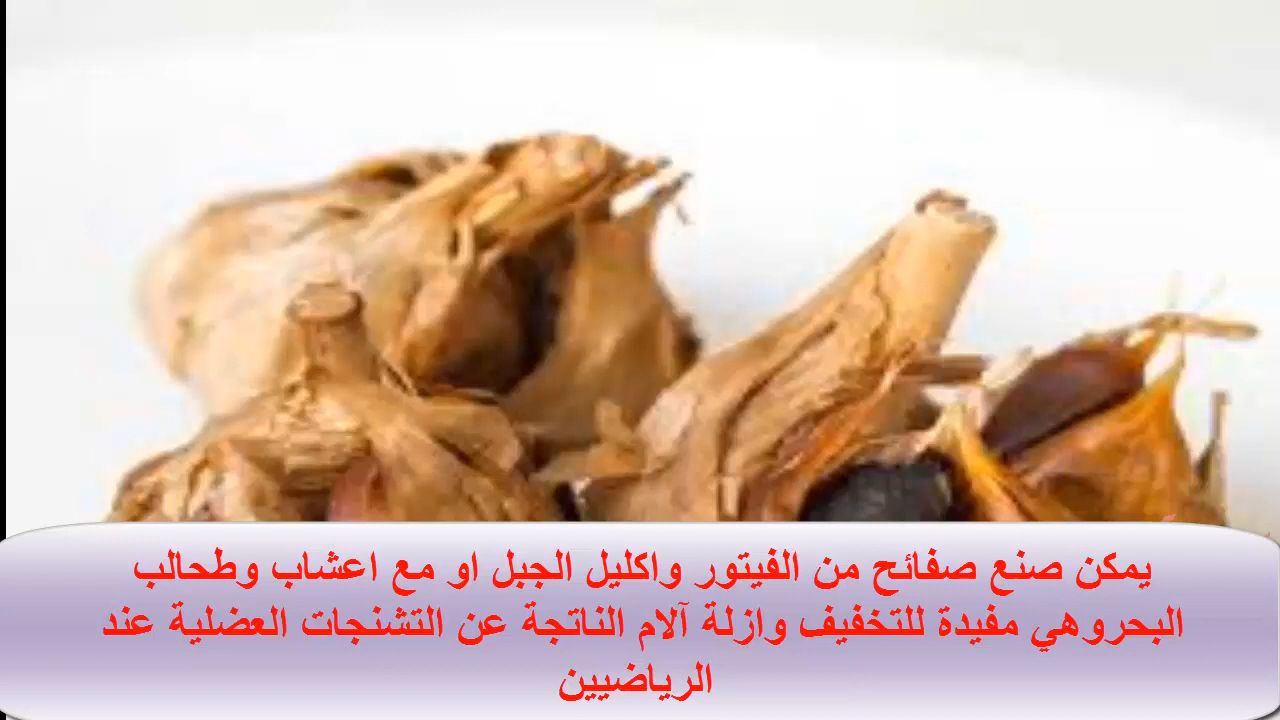 يمكن صنع صفائح من الفيتور واكليل الجبل او مع اعشاب وطحالب
البحروهي مفيدة للتخفيف وازلة آلام الناتجة عن التشنجات العضلية عند
الرياضيين